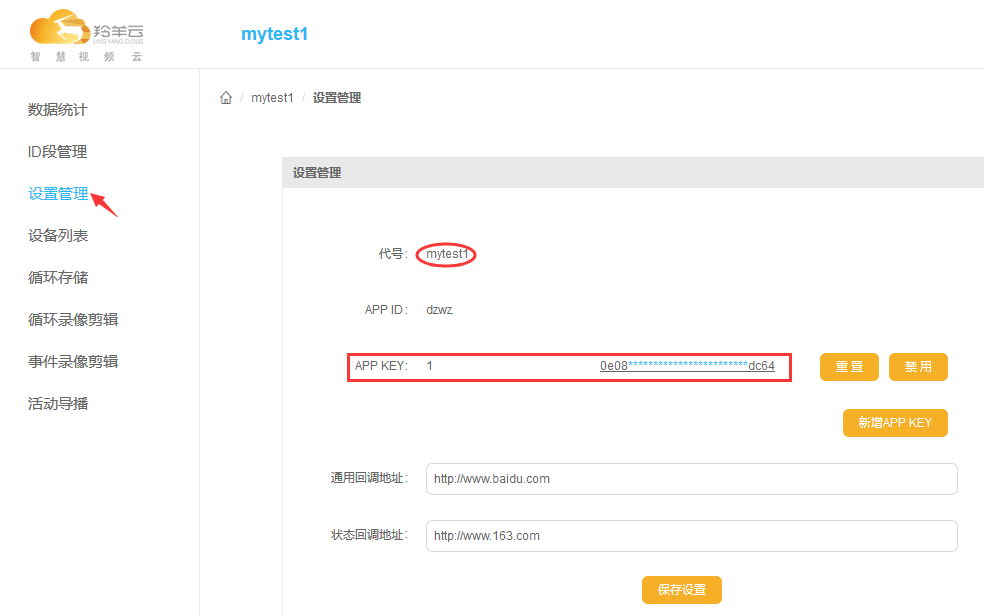 羚羊云
LING YANG CLOUD
智慧视频云
mytest1
数据统计
ID段管理
设置管理
设备列表
循环存储
循环录像剪辑
事件录像剪辑
活动导播
/ mytest1 / 设置管理
设置管理
代号: mytest1
APP ID: dzwz
APP KEY: 1 0e08************************dc64 重置 禁用
新增APP KEY
通用回调地址: http://www.baidu.com
状态回调地址: http://www.163.com
保存设置